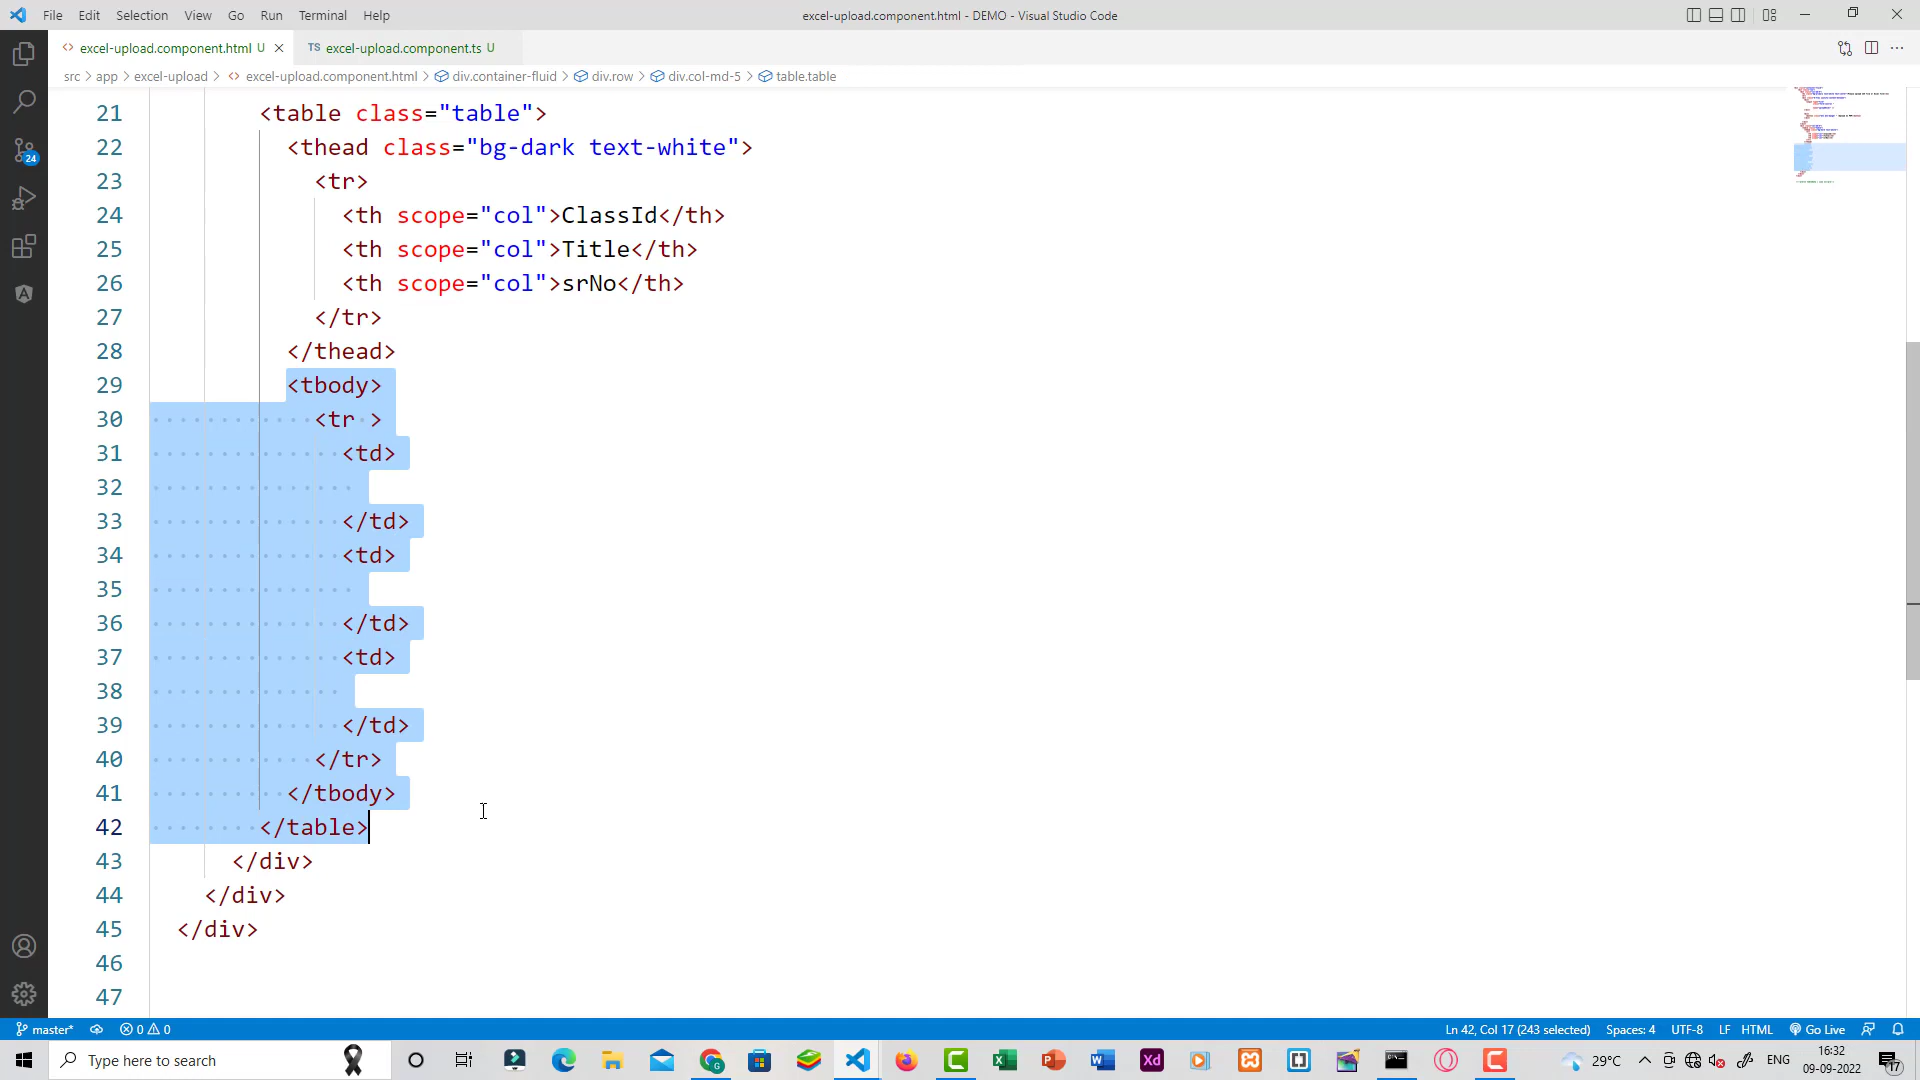 File Edit Selection View Go Run Terminal Help excel-upload.component.html - DEMO - Visual Studio Code
<> excel-upload.component.html U × TS excel-upload.component.ts U
src > app > excel-upload > <> excel-upload.component.html > div.container-fluid > div.row > div.col-md-5 > table.table
21 <table class="table">
22 <thead class="bg-dark text-white">
23 <tr>
24 <th scope="col">ClassId</th>
25 <th scope="col">Title</th>
26 <th scope="col">srNo</th>
27 </tr>
28 </thead>
29 <tbody>
30 <tr >
31 <td>
32
33 </td>
34 <td>
35
36 </td>
37 <td>
38
39 </td>
40 </tr>
41 </tbody>
42 </table>
43 </div>
44 </div>
45 </div>
46
47
24
master* 0 0 Ln 42, Col 17 (243 selected) Spaces: 4 UTF-8 LF HTML Go Live
Type here to search 29°C ENG 16:32
09-09-2022 17